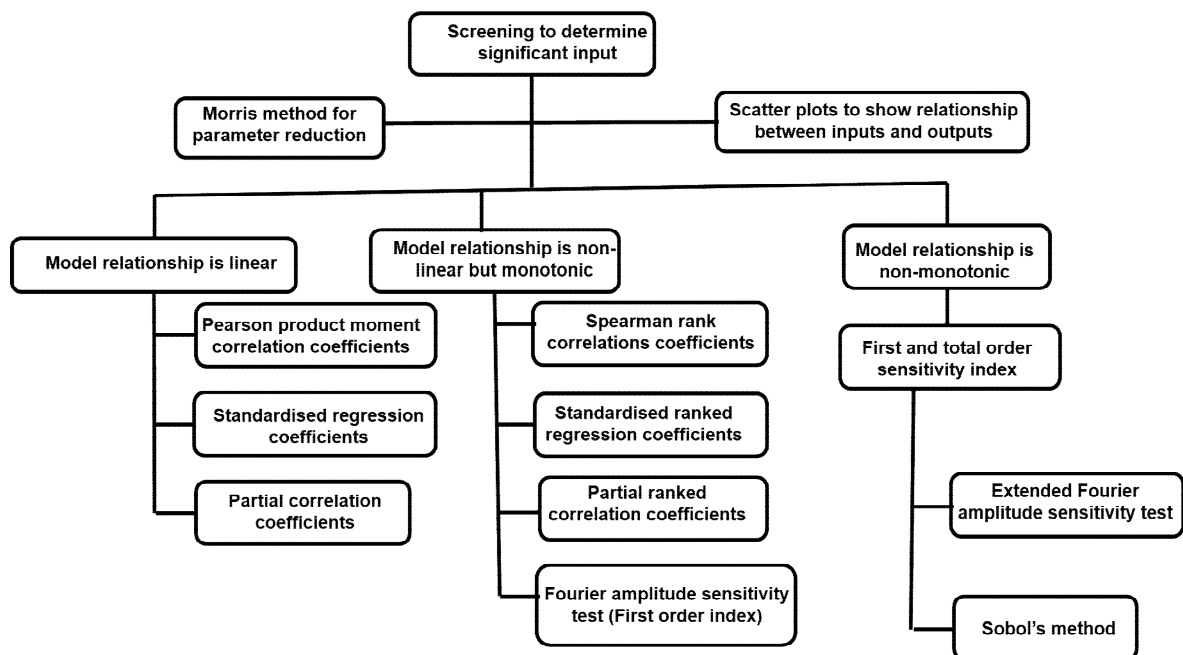 Screening to determine
significant input
Morris method for
parameter reduction
Scatter plots to show relationship
between inputs and outputs
Model relationship is linear
Pearson product moment
correlation coefficients
Standardised regression
coefficients
Partial correlation
coefficients
Model relationship is non-
linear but monotonic
Spearman rank
correlations coefficients
Standardised ranked
regression coefficients
Partial ranked
correlation coefficients
Fourier amplitude sensitivity
test (First order index)
Model relationship is
non-monotonic
First and total order
sensitivity index
Extended Fourier
amplitude sensitivity test
Sobol's method